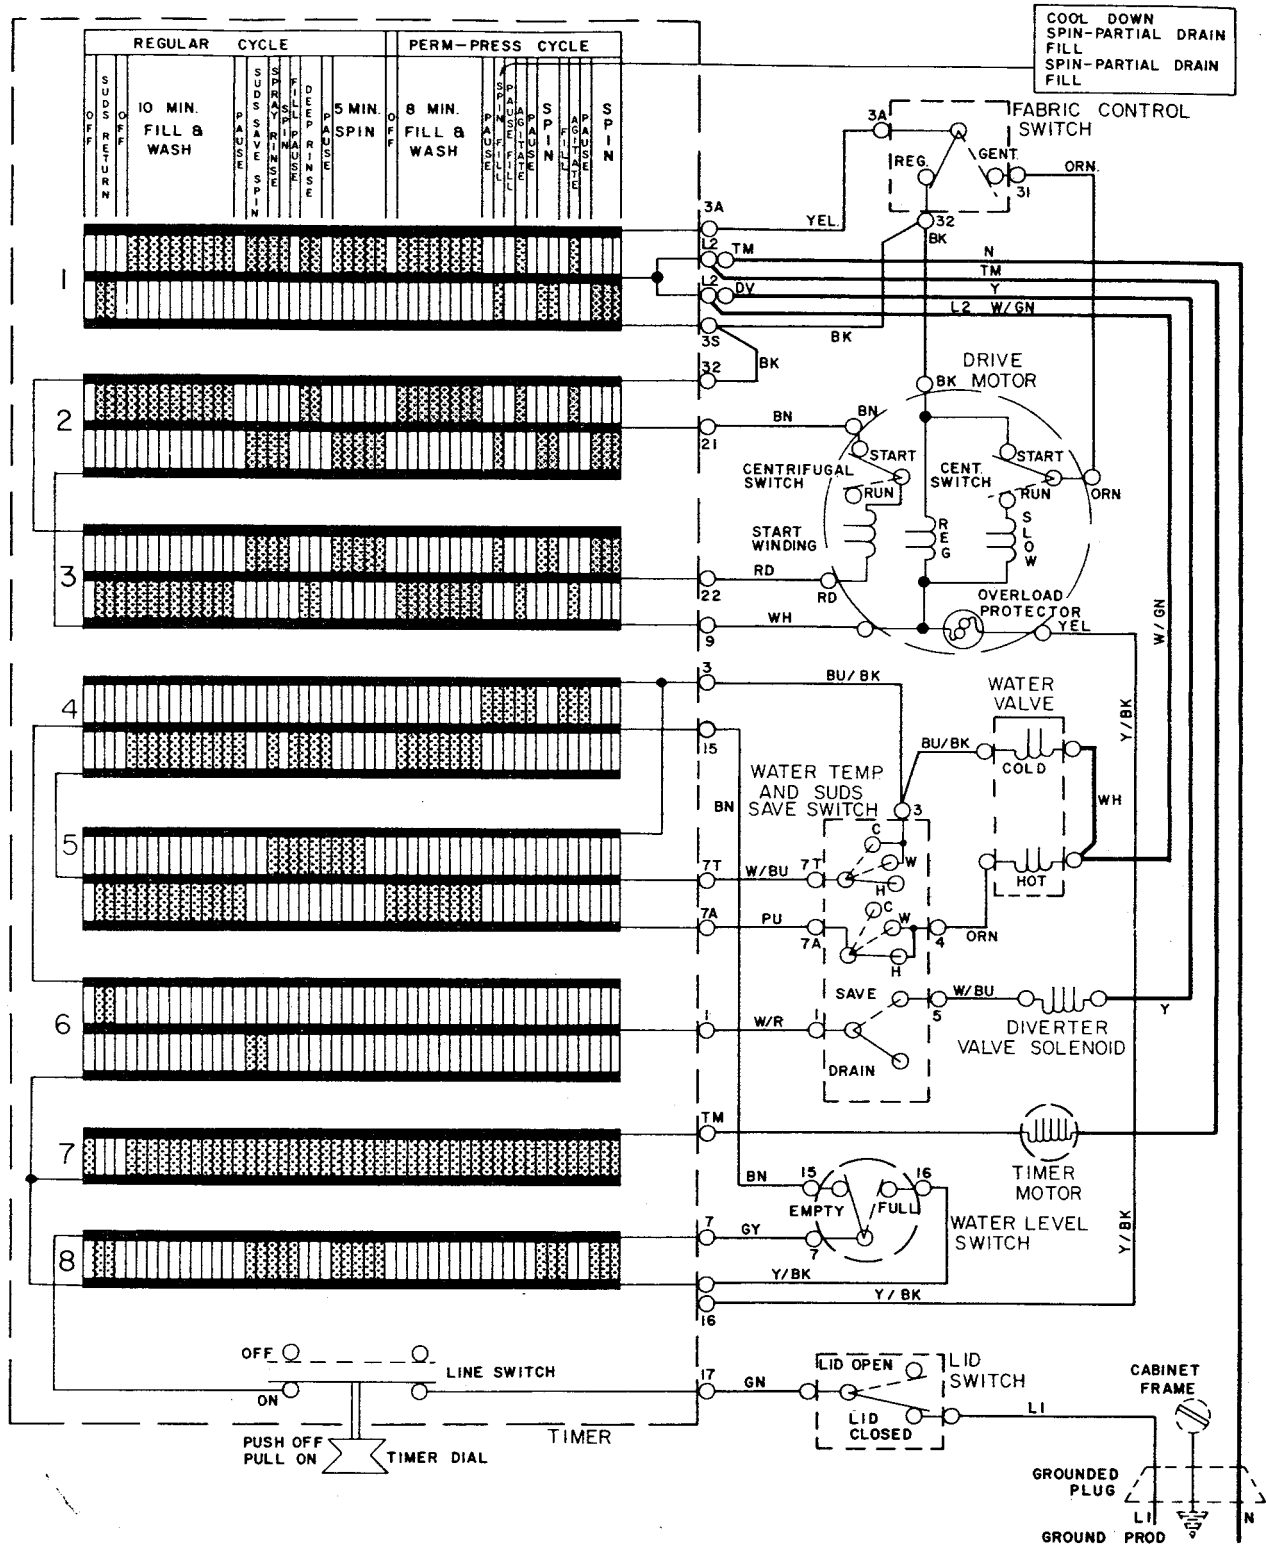 COOL DOWN
SPIN-PARTIAL DRAIN
FILL
SPIN-PARTIAL DRAIN
FILL
REGULAR CYCLE
PERM-PRESS CYCLE
OFF
SUDS RETURN
OFF
10 MIN.
FILL &
WASH
PAUSE
SUDS SAVE SPIN
SPRAY RINSE
SPIN
FILL PAUSE
DEEP RINSE
PAUSE
5 MIN.
SPIN
OFF
8 MIN.
FILL &
WASH
PAUSE
SPIN FILL
PAUSE FILL
AGITATE
PAUSE
SPIN
FILL
AGITATE
PAUSE
SPIN
3A
FABRIC CONTROL
SWITCH
REG.
GENT.
31
ORN.
3A
YEL.
32
BK
1
L2
TM
N
TM
L2
DV
Y
L2 W/GN
3S
BK
32
BK
DRIVE
MOTOR
BK
2
21
BN
BN
START
START
CENTRIFUGAL
SWITCH
CENT.
SWITCH
RUN
RUN
ORN
START
WINDING
REG
SLOW
3
22
RD
RD
OVERLOAD
PROTECTOR
9
WH
YEL
W/GN
3
BU/BK
4
15
WATER
VALVE
Y/BK
BU/BK
COLD
WATER TEMP.
AND SUDS
SAVE SWITCH
BN
3
WH
5
C
W
7T
W/BU
7T
H
HOT
C
7A
PU
7A
W
4
ORN
H
6
SAVE
W/BU
5
Y
1
W/R
1
DIVERTER
VALVE SOLENOID
DRAIN
7
TM
TIMER
MOTOR
BN
15
16
EMPTY
FULL
8
7
GY
7
WATER LEVEL
SWITCH
Y/BK
Y/BK
Y/BK
16
OFF
LINE SWITCH
ON
17
GN
LID OPEN
LID
SWITCH
LID
CLOSED
L1
CABINET
FRAME
TIMER
PUSH OFF
PULL ON
TIMER DIAL
GROUNDED
PLUG
L1
N
GROUND PROD